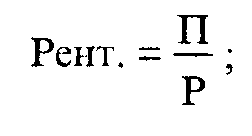 Рент. = П/Р ;